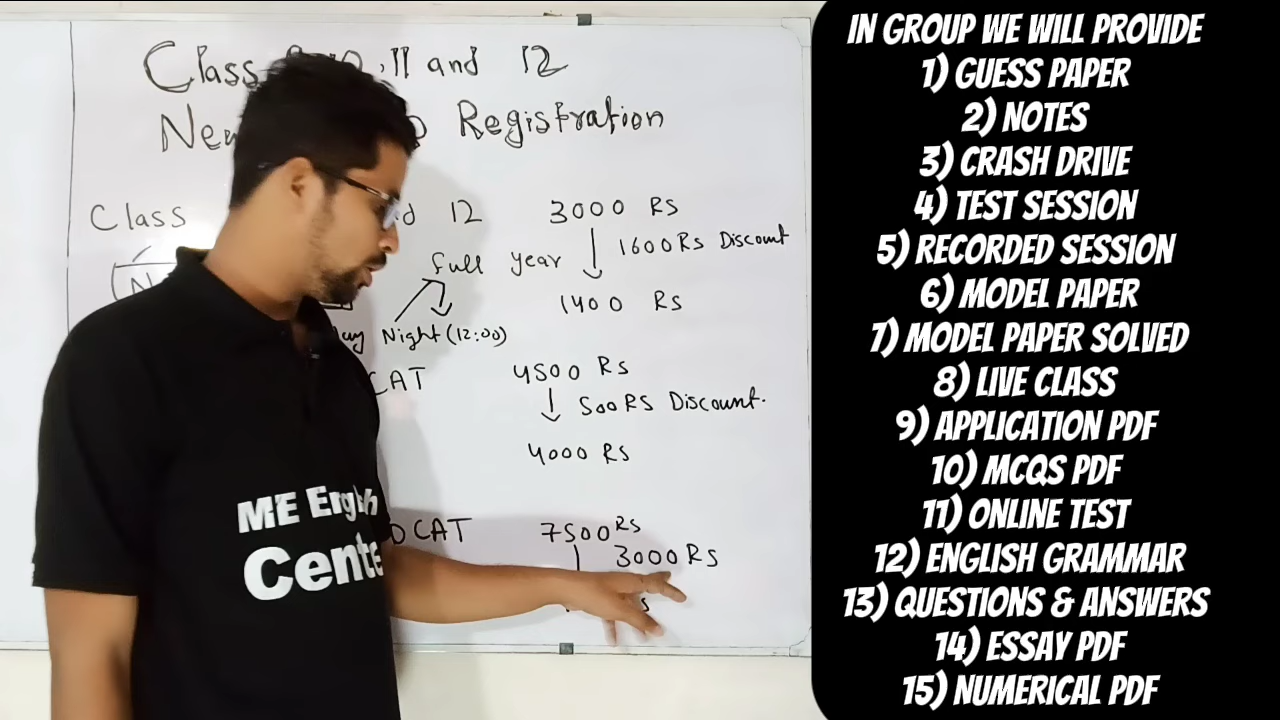 Class 11 and 12
New Registration
Class 12 3000 RS
1600 RS Discount
full year
1400 RS
Night (12:00)
CAT 4500 RS
500 RS Discount.
4000 RS
CAT 7500 RS
3000 RS
ME English
Cente
IN GROUP WE WILL PROVIDE
1) GUESS PAPER
2) NOTES
3) CRASH DRIVE
4) TEST SESSION
5) RECORDED SESSION
6) MODEL PAPER
7) MODEL PAPER SOLVED
8) LIVE CLASS
9) APPLICATION PDF
10) MCQS PDF
11) ONLINE TEST
12) ENGLISH GRAMMAR
13) QUESTIONS & ANSWERS
14) ESSAY PDF
15) NUMERICAL PDF